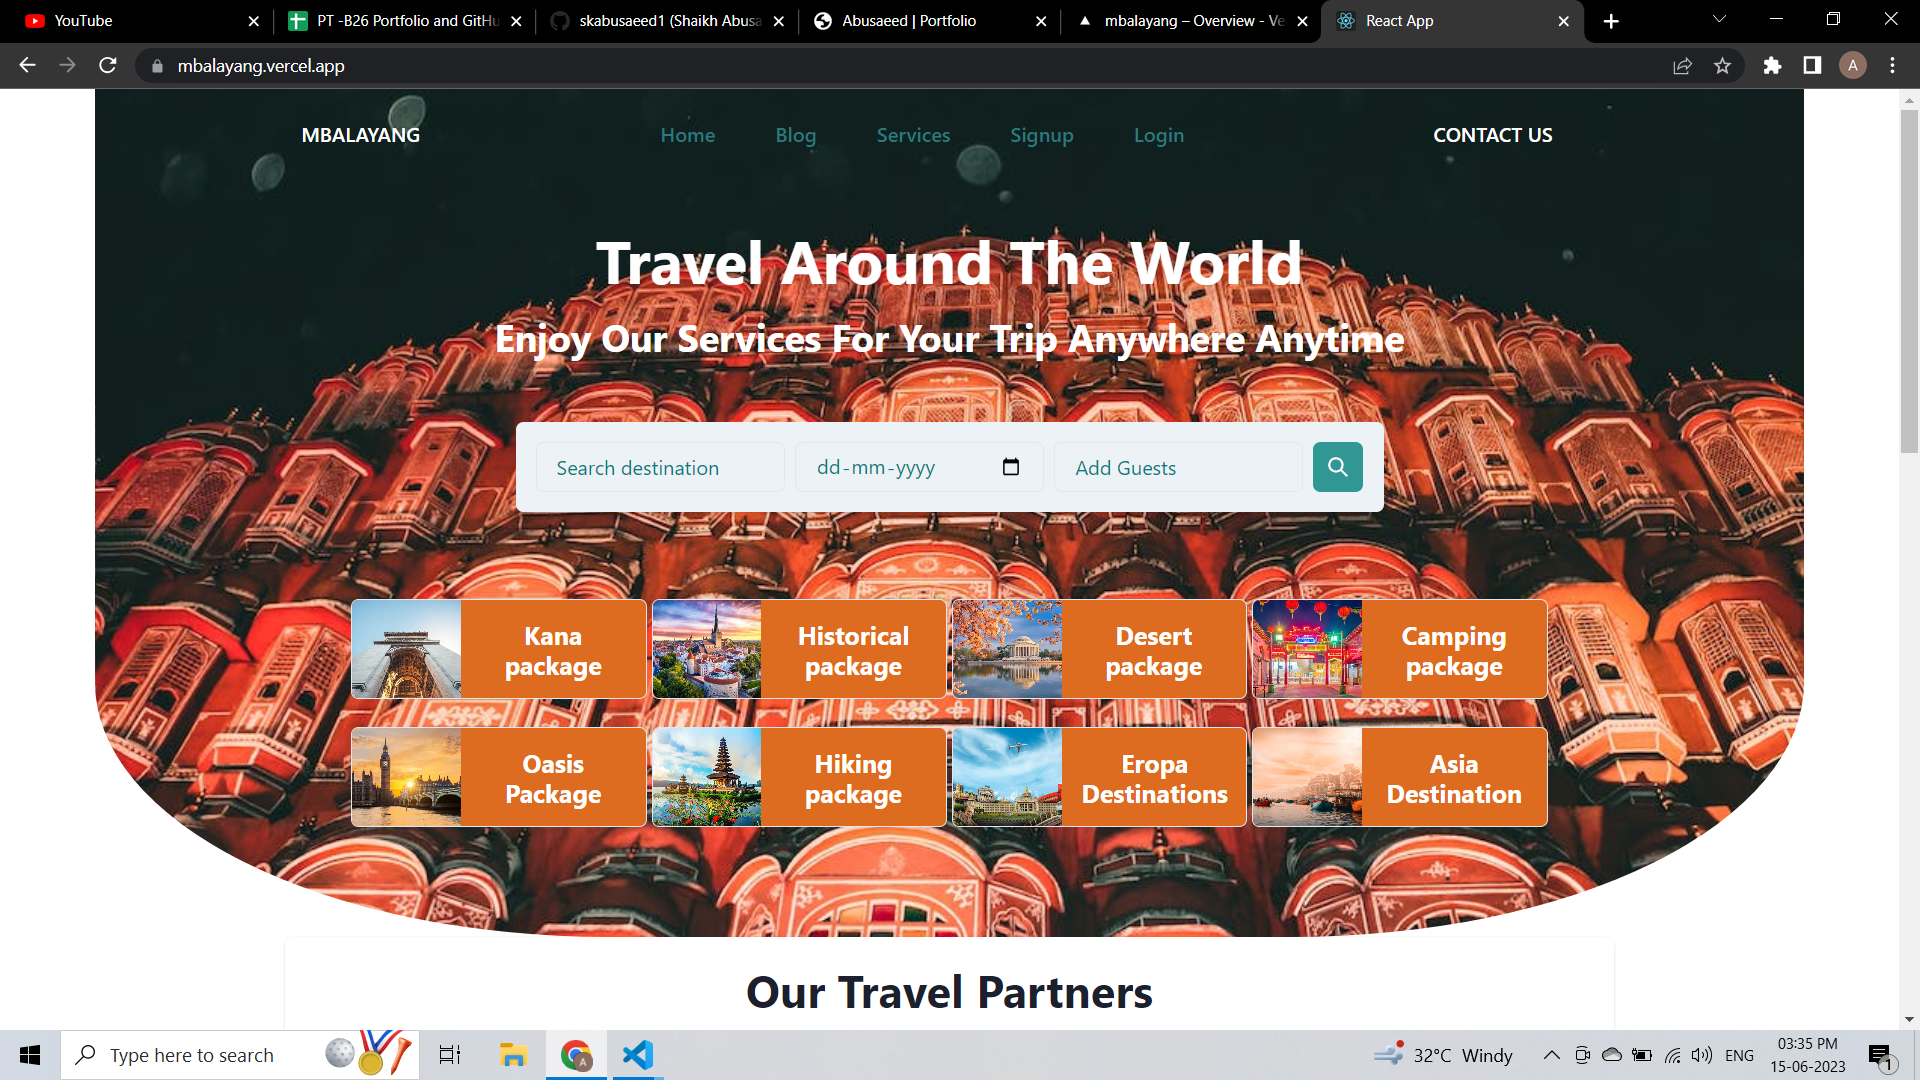 YouTube
PT -B26 Portfolio and GitHu
skabusaeed1 (Shaikh Abusa
Abusaeed | Portfolio
mbalayang – Overview - Ve
React App
mbalayang.vercel.app
A
MBALAYANG
Home
Blog
Services
Signup
Login
CONTACT US
Travel Around The World
Enjoy Our Services For Your Trip Anywhere Anytime
Search destination
dd-mm-yyyy
Add Guests
Kana
package
Historical
package
Desert
package
Camping
package
Oasis
Package
Hiking
package
Eropa
Destinations
Asia
Destination
Our Travel Partners
Type here to search
A
32°C Windy
ENG
03:35 PM
15-06-2023
1